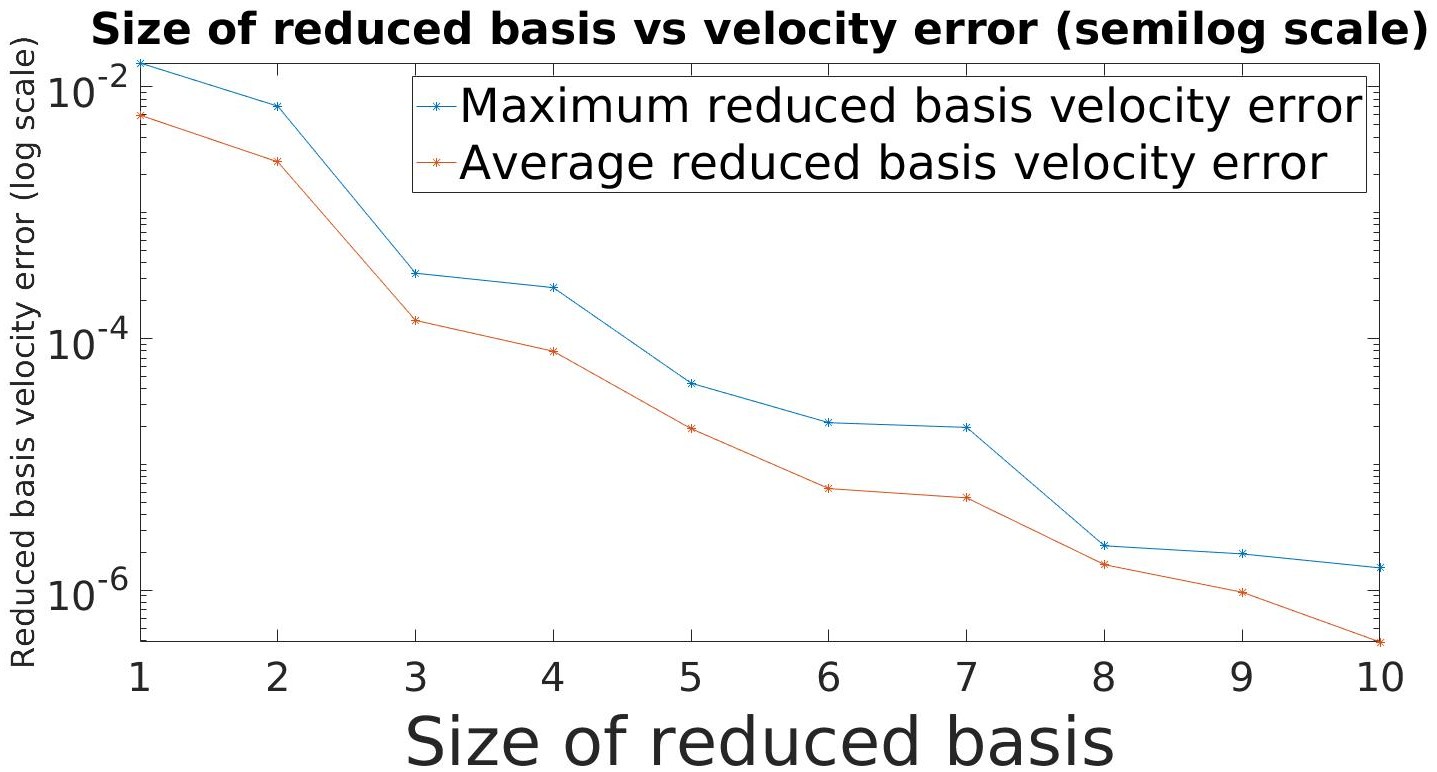 Size of reduced basis vs velocity error (semilog scale)
Reduced basis velocity error (log scale)
10^-2
10^-4
10^-6
Maximum reduced basis velocity error
Average reduced basis velocity error
1 2 3 4 5 6 7 8 9 10
Size of reduced basis